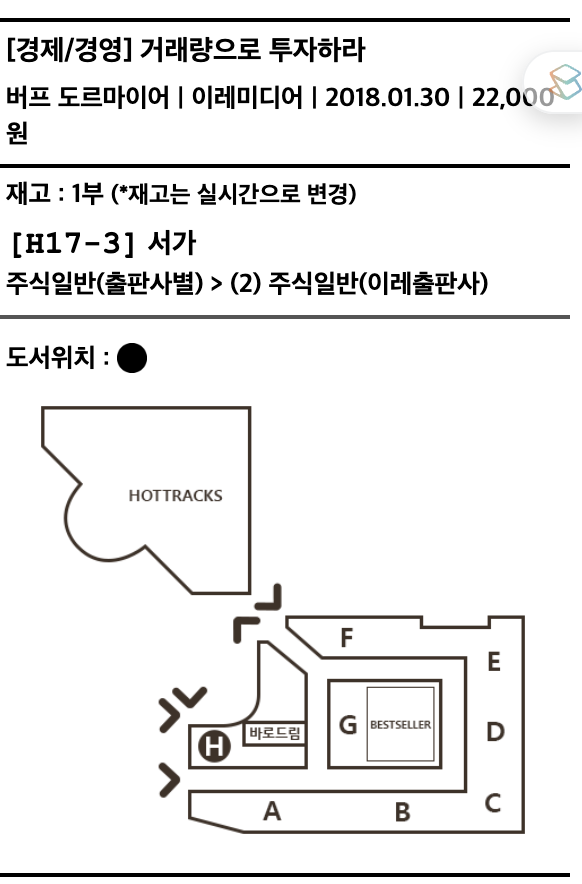 [경제/경영] 거래량으로 투자하라
버프 도르마이어 | 이레미디어 | 2018.01.30 | 22,000
원
재고 : 1부 (*재고는 실시간으로 변경)
[H17-3] 서가
주식일반(출판사별) > (2) 주식일반(이레출판사)
도서위치 : ●
HOTTRACKS
F
E
G
BESTSELLER
D
바로드림
H
A
B
C